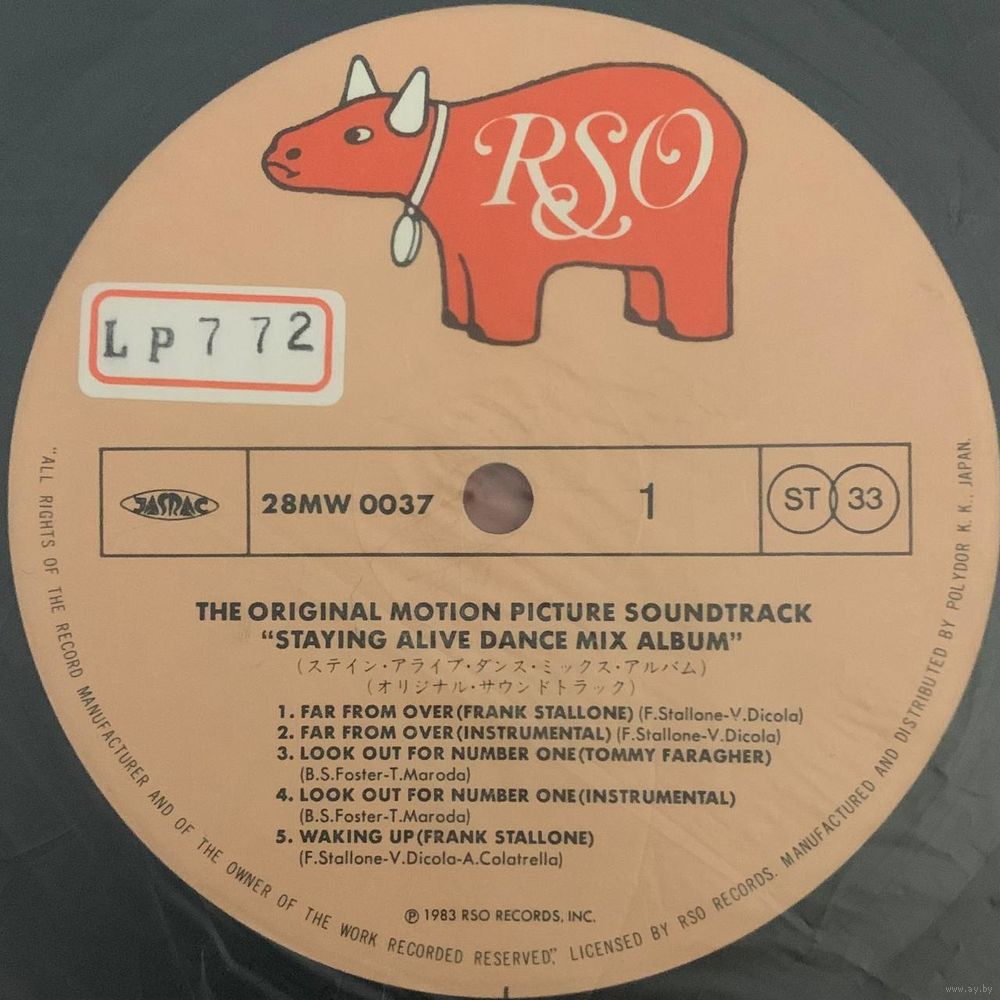 RSO
LP772
JASRAC
28MW 0037
1
ST 33
THE ORIGINAL MOTION PICTURE SOUNDTRACK
“STAYING ALIVE DANCE MIX ALBUM”
(ステイン・アライブ・ダンス・ミックス・アルバム)
(オリジナル・サウンドトラック)
1. FAR FROM OVER(FRANK STALLONE) (F.Stallone-V.Dicola)
2. FAR FROM OVER(INSTRUMENTAL) (F.Stallone-V.Dicola)
3. LOOK OUT FOR NUMBER ONE(TOMMY FARAGHER)
(B.S.Foster-T.Maroda)
4. LOOK OUT FOR NUMBER ONE(INSTRUMENTAL)
(B.S.Foster-T.Maroda)
5. WAKING UP(FRANK STALLONE)
(F.Stallone-V.Dicola-A.Colatrella)
℗ 1983 RSO RECORDS, INC.
“ALL RIGHTS OF THE RECORD MANUFACTURER AND OF THE OWNER OF THE WORK RECORDED RESERVED”, LICENSED BY RSO RECORDS. MANUFACTURED AND DISTRIBUTED BY POLYDOR K. K., JAPAN.
www.ay.by